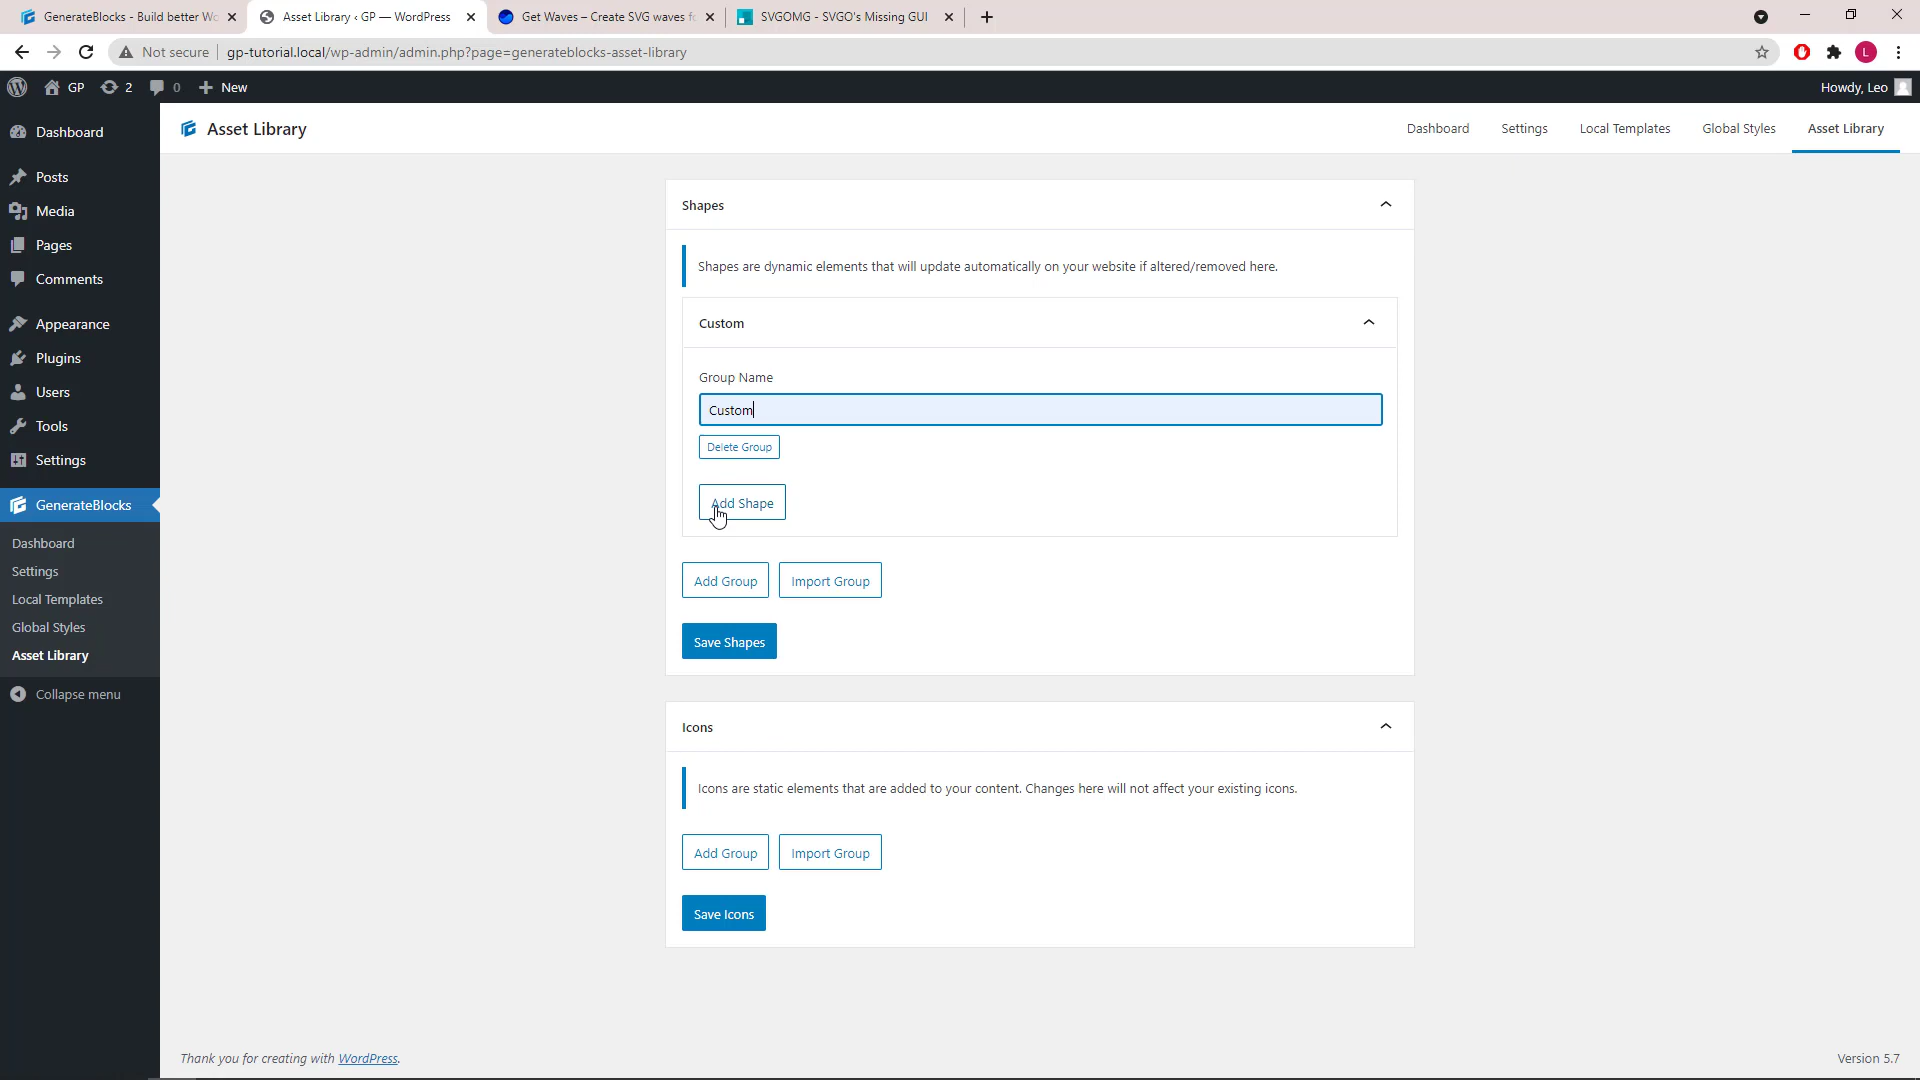 GenerateBlocks - Build better Wo
Asset Library ‹ GP — WordPress
Get Waves – Create SVG waves fo
SVGOMG - SVGO's Missing GUI
Not secure
gp-tutorial.local/wp-admin/admin.php?page=generateblocks-asset-library
L
GP
2
0
New
Howdy, Leo
Dashboard
Posts
Media
Pages
Comments
Appearance
Plugins
Users
Tools
Settings
GenerateBlocks
Dashboard
Settings
Local Templates
Global Styles
Asset Library
Collapse menu
Asset Library
Dashboard
Settings
Local Templates
Global Styles
Asset Library
Shapes
Shapes are dynamic elements that will update automatically on your website if altered/removed here.
Custom
Group Name
Custom
Delete Group
Add Shape
Add Group
Import Group
Save Shapes
Icons
Icons are static elements that are added to your content. Changes here will not affect your existing icons.
Add Group
Import Group
Save Icons
Thank you for creating with WordPress.
Version 5.7